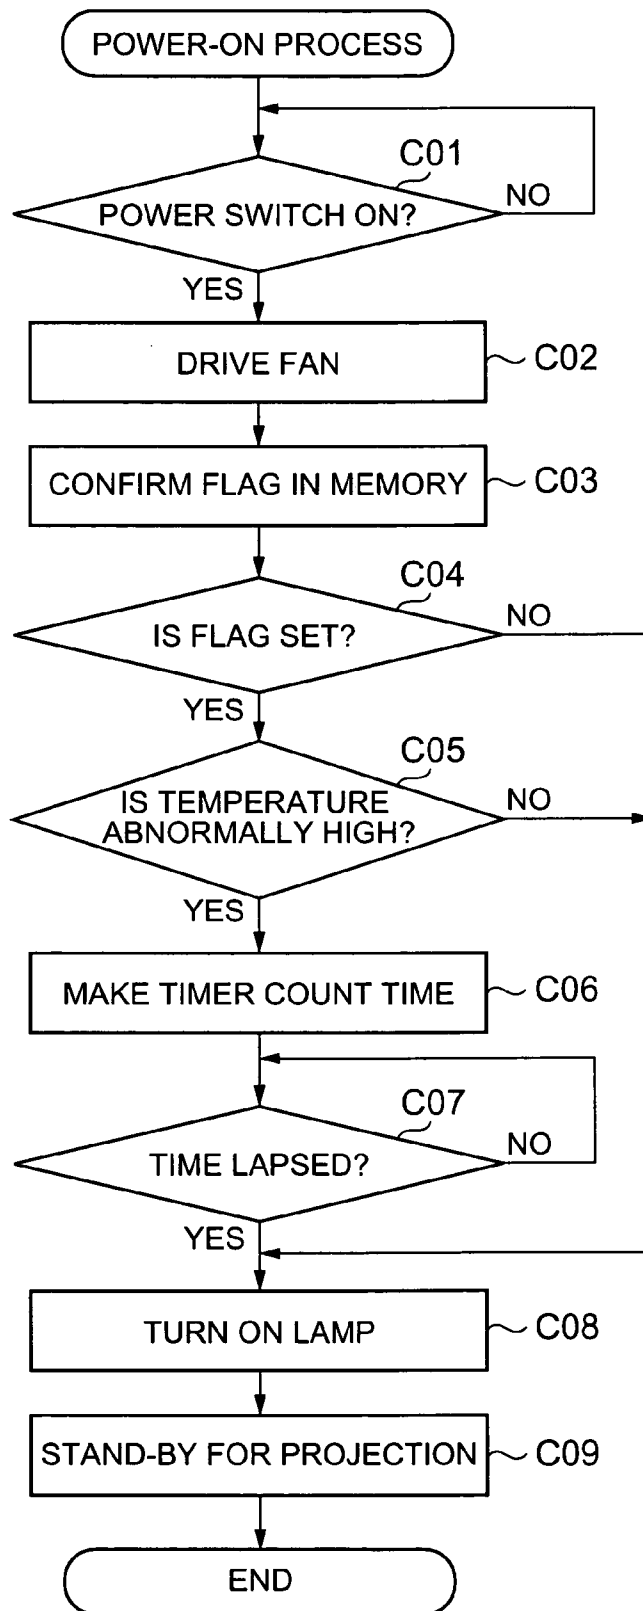 POWER-ON PROCESS
C01
POWER SWITCH ON?
NO
YES
DRIVE FAN
C02
CONFIRM FLAG IN MEMORY
C03
C04
IS FLAG SET?
NO
YES
C05
IS TEMPERATURE
ABNORMALLY HIGH?
NO
YES
MAKE TIMER COUNT TIME
C06
C07
TIME LAPSED?
NO
YES
TURN ON LAMP
C08
STAND-BY FOR PROJECTION
C09
END